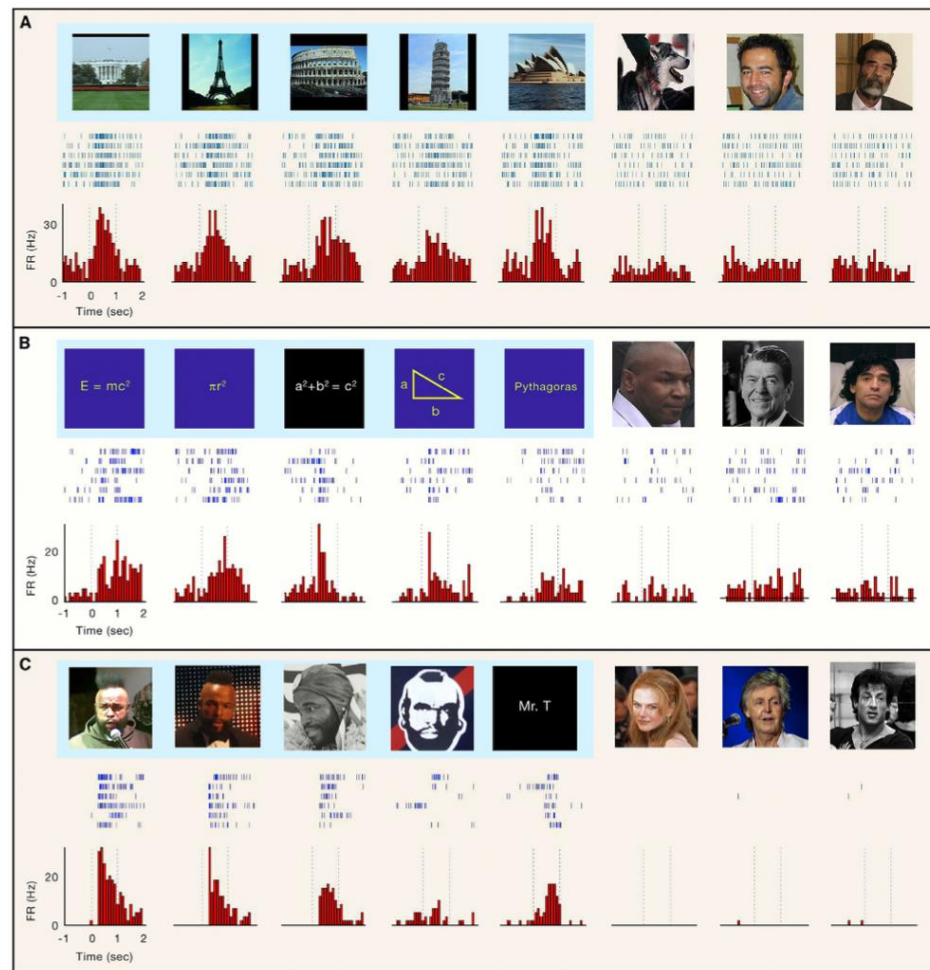 A
30
FR (Hz)
0
-1 0 1 2
Time (sec)
B
E = mc²
πr²
a²+b² = c²
a
c
b
Pythagoras
20
FR (Hz)
0
-1 0 1 2
Time (sec)
C
Mr. T
20
FR (Hz)
0
-1 0 1 2
Time (sec)